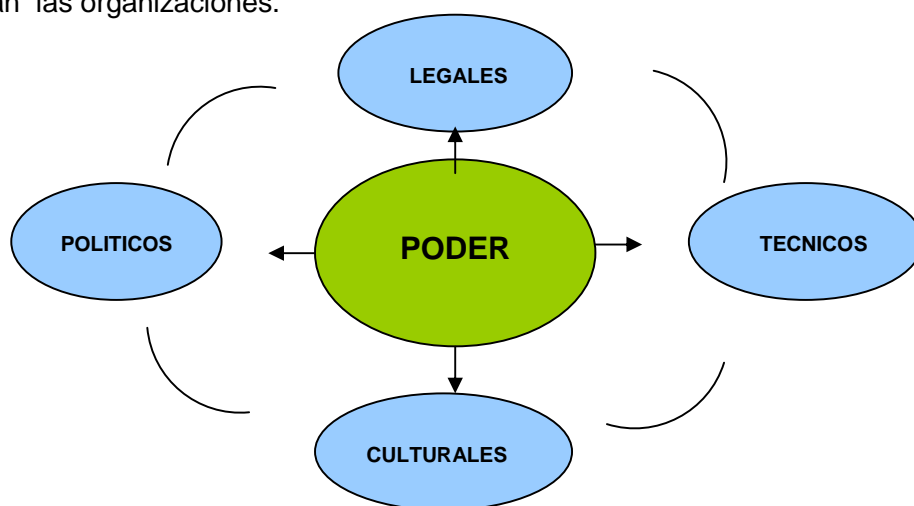 las organizaciones.
LEGALES
POLITICOS
PODER
TECNICOS
CULTURALES